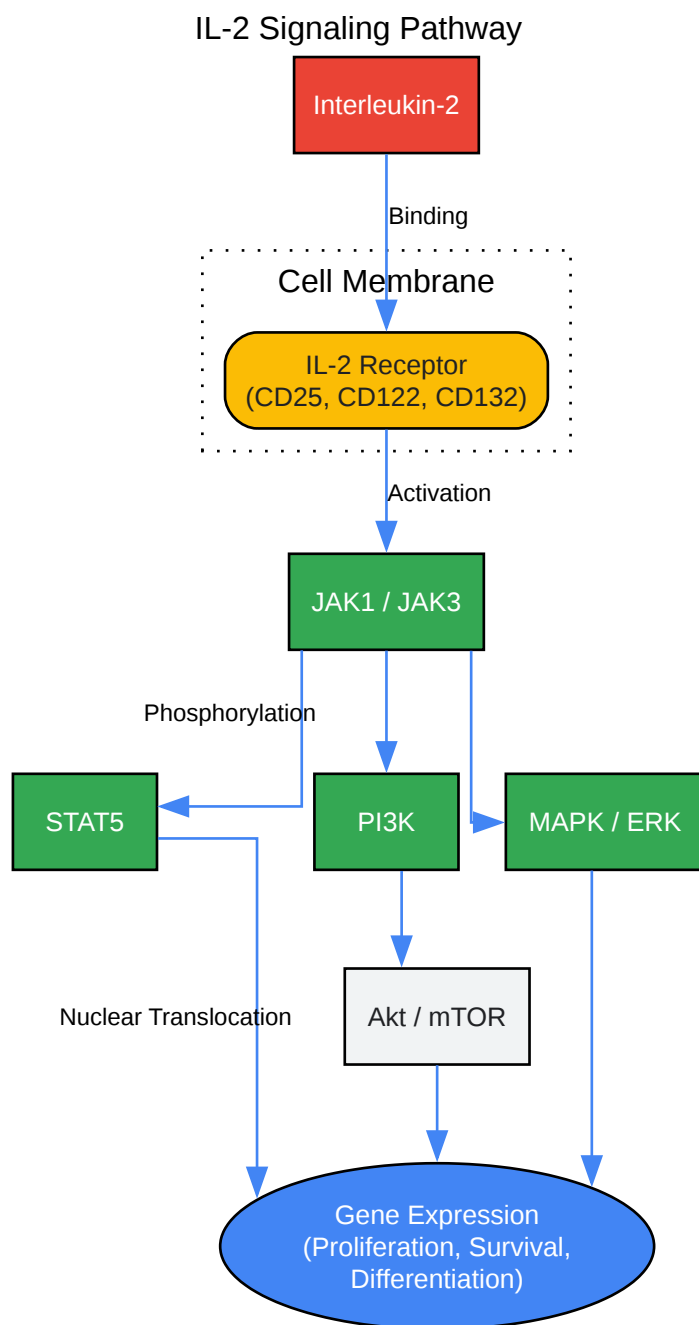 IL-2 Signaling Pathway
Interleukin-2
Binding
Cell Membrane
IL-2 Receptor
(CD25, CD122, CD132)
Activation
JAK1 / JAK3
Phosphorylation
STAT5
PI3K
MAPK / ERK
Nuclear Translocation
Akt / mTOR
Gene Expression
(Proliferation, Survival,
Differentiation)